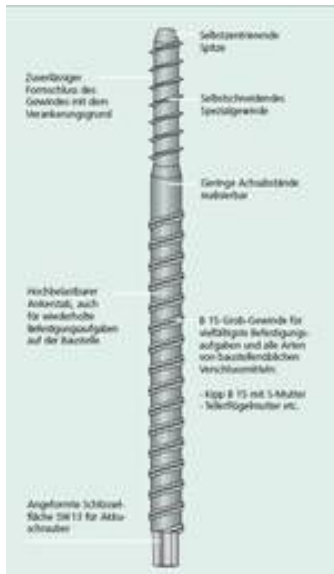 Selbstzentrierende
Spitze
Zuverlässiger
Formschluss des
Gewindes mit dem
Verankerungsgrund
Selbstschneidendes
Spezialgewinde
Geringe Achsabstände
realisierbar
Hochbelastbarer
Ankerstab, auch
für wiederholte
Befestigungsaufgaben
auf der Baustelle
B 15-Grob-Gewinde für
vielfältigste Befestigungs-
aufgaben und alle Arten
von baustellenüblichen
Verschlussmitteln:
- Kipp B 15 mit S-Mutter
- Tellerflügelmutter etc.
Angeformte Schlüssel-
fläche SW13 für Akku-
schrauber